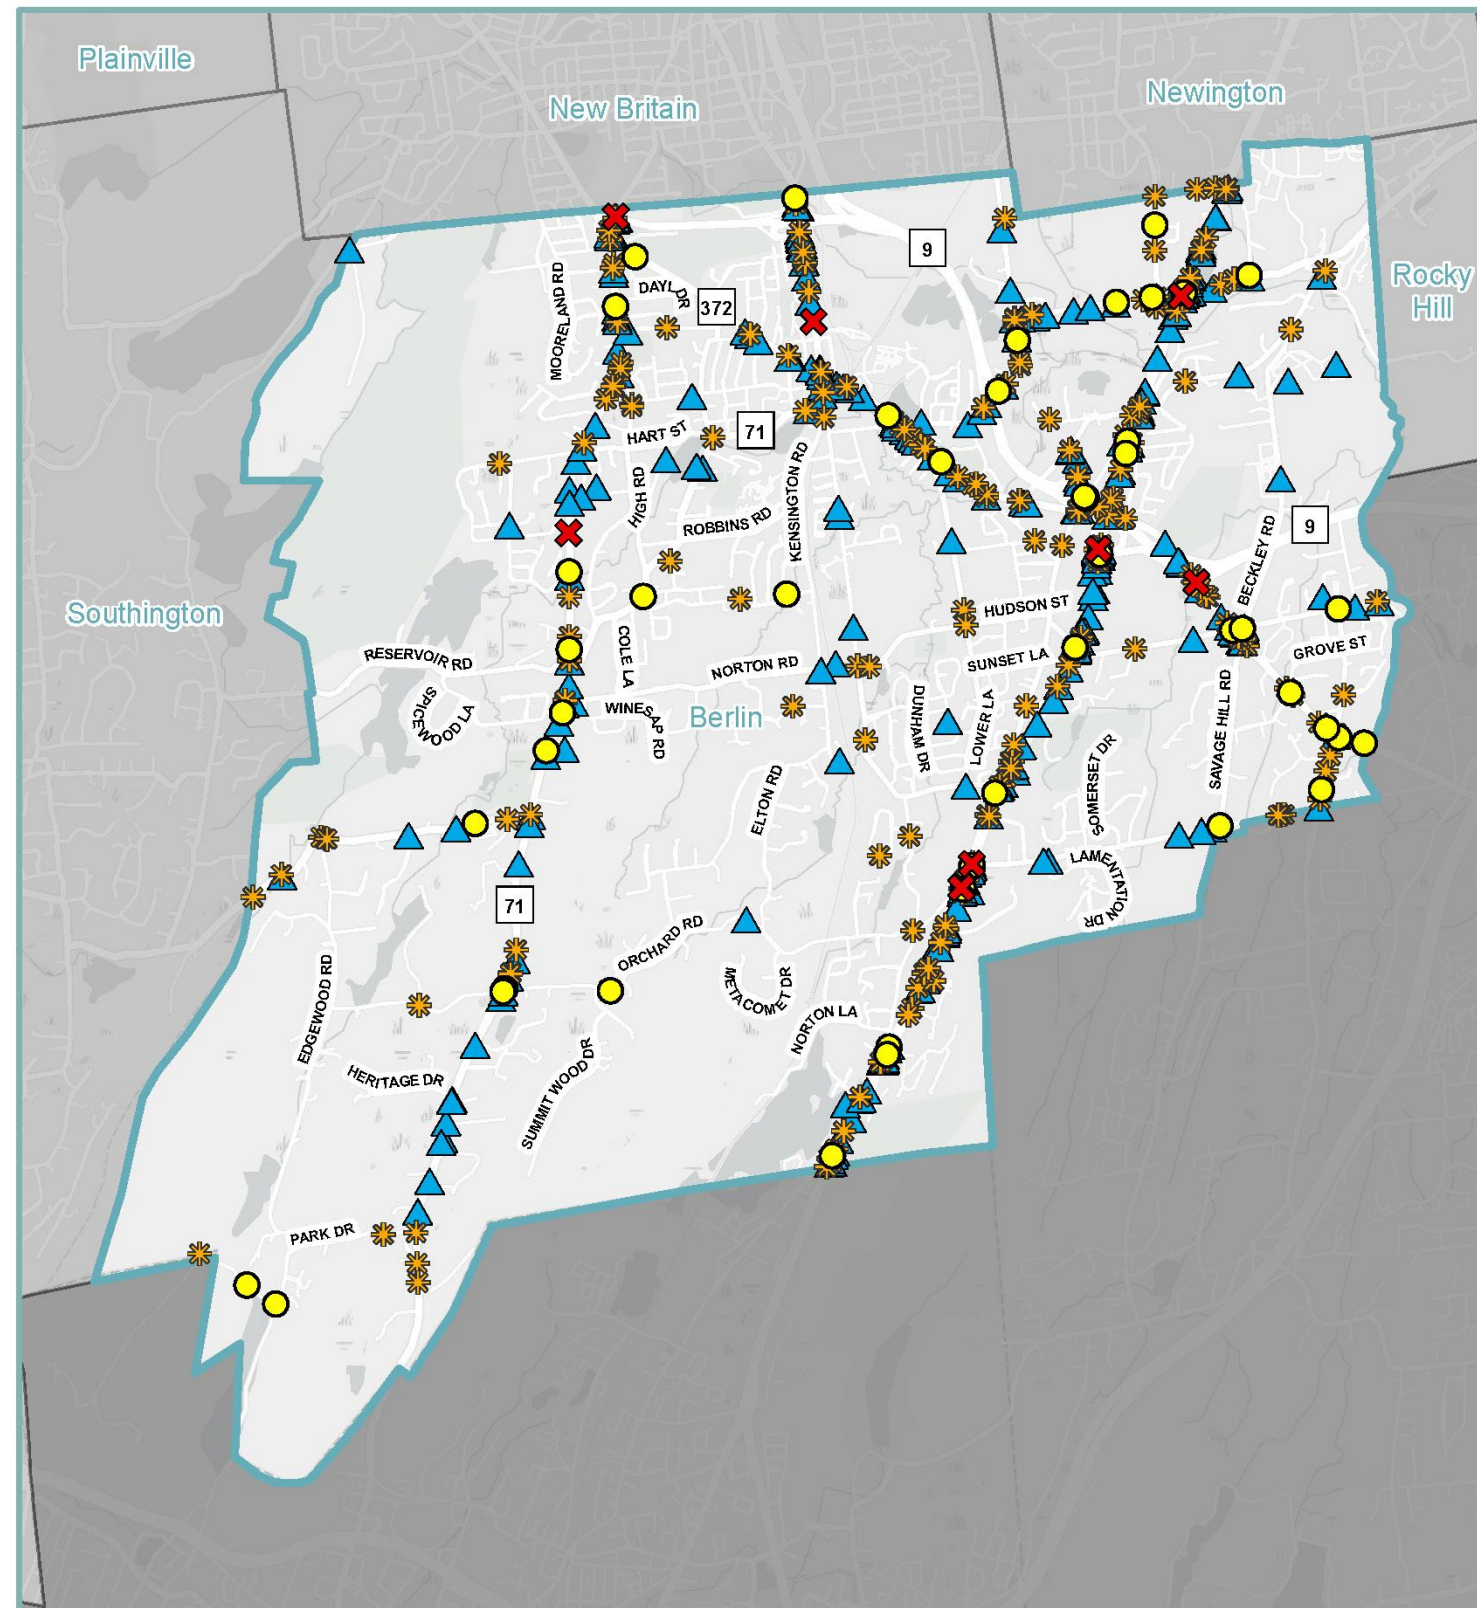 Plainville
New Britain
Newington
Rocky
Hill
9
MOORELAND RD
DAYL DR
372
HART ST
71
HIGH RD
ROBBINS RD
KENSINGTON RD
BECKLEY RD
9
Southington
HUDSON ST
COLE LA
RESERVOIR RD
NORTON RD
SUNSET LA
GROVE ST
SPICEWOOD LA
WINESAP RD
Berlin
DUNHAM DR
LOWER LA
SAVAGE HILL RD
SOMERSET DR
ELTON RD
LAMENTATION DR
71
ORCHARD RD
METACOMET DR
EDGEWOOD RD
NORTON LA
HERITAGE DR
SUMMIT WOOD DR
PARK DR